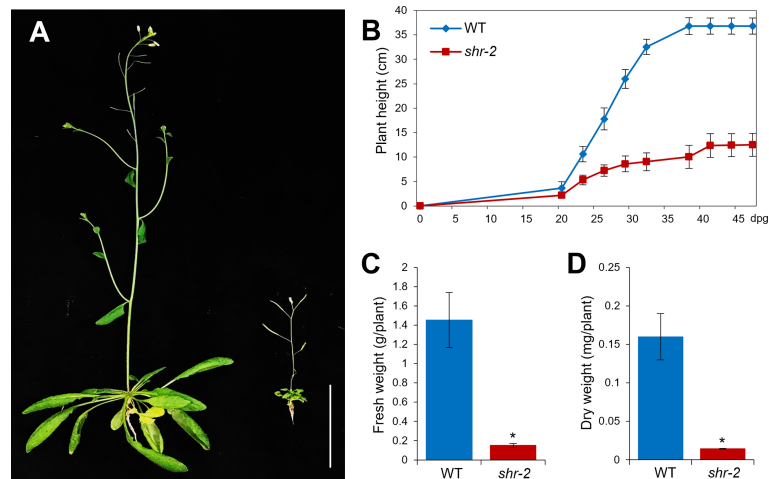 A
B
Plant height (cm)
40
35
30
25
20
15
10
5
0
WT
shr-2
0 5 10 15 20 25 30 35 40 45 dpg
C
Fresh weight (g/plant)
2
1.8
1.6
1.4
1.2
1
0.8
0.6
0.4
0.2
0
*
WT shr-2
D
Dry weight (mg/plant)
0.25
0.2
0.15
0.1
0.05
0
*
WT shr-2